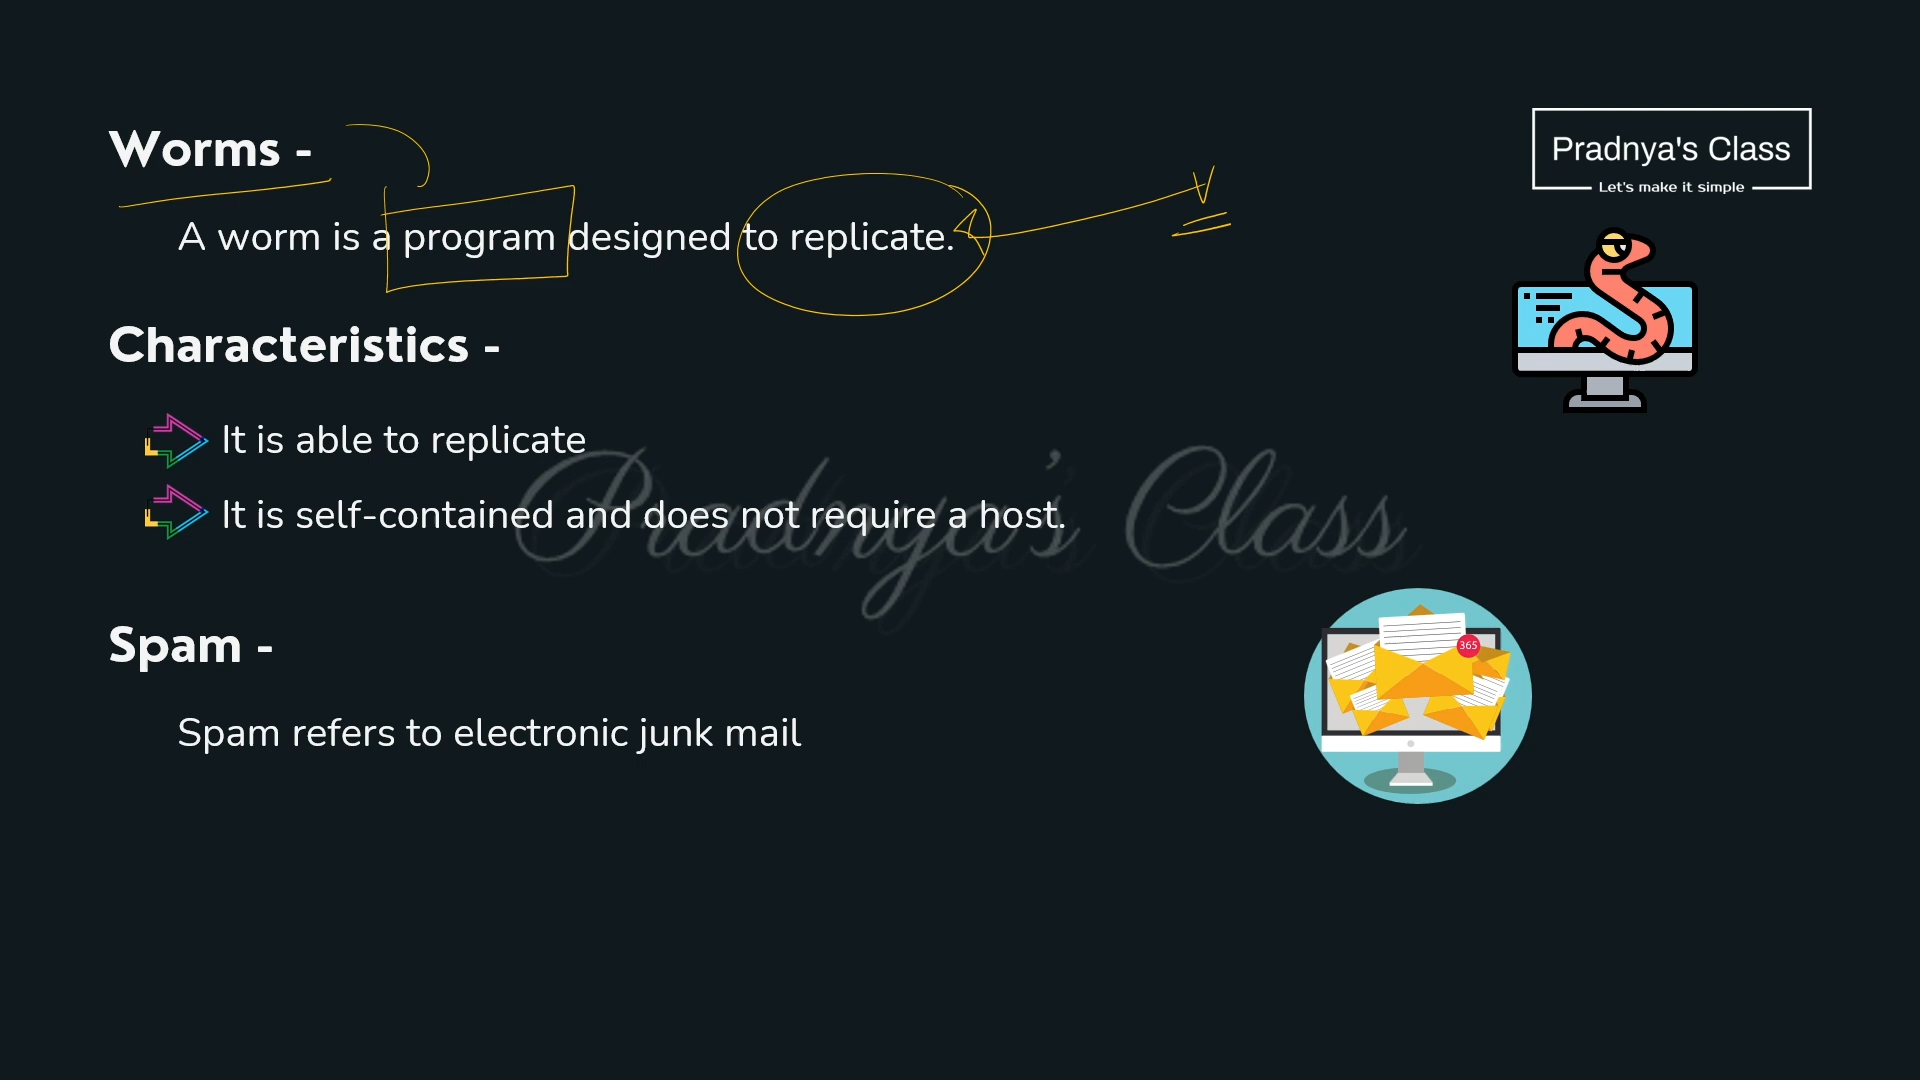 Worms -
Pradnya's Class
Let's make it simple
V
A worm is a program designed to replicate.
Characteristics -
It is able to replicate
It is self-contained and does not require a host.
Pradnya's Class
Spam -
365
Spam refers to electronic junk mail